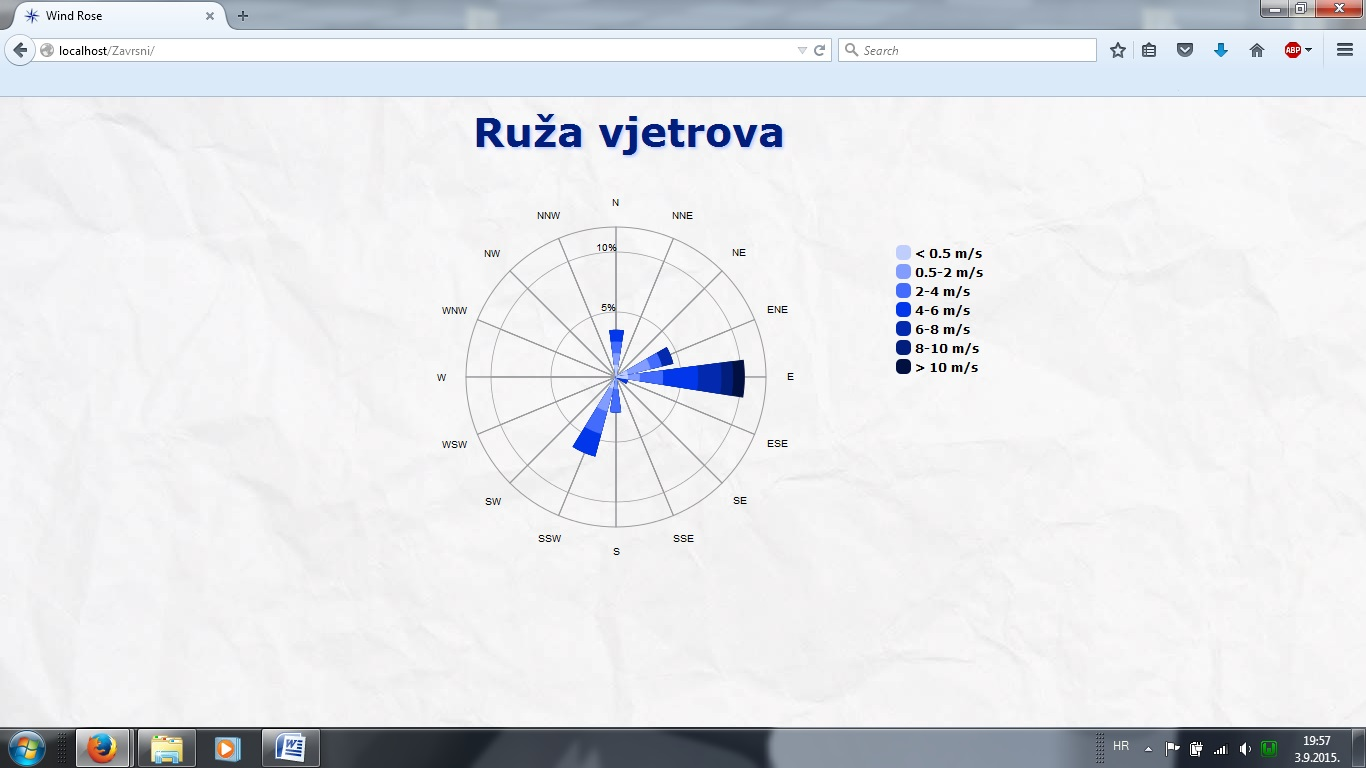 Wind Rose
localhost/Zavrsni/
Search
ABP
Ruža vjetrova
N
NNW
NNE
NW
NE
10%
< 0.5 m/s
0.5-2 m/s
2-4 m/s
4-6 m/s
6-8 m/s
8-10 m/s
> 10 m/s
WNW
5%
ENE
W
E
WSW
ESE
SW
SE
SSW
SSE
S
HR
19:57
3.9.2015.